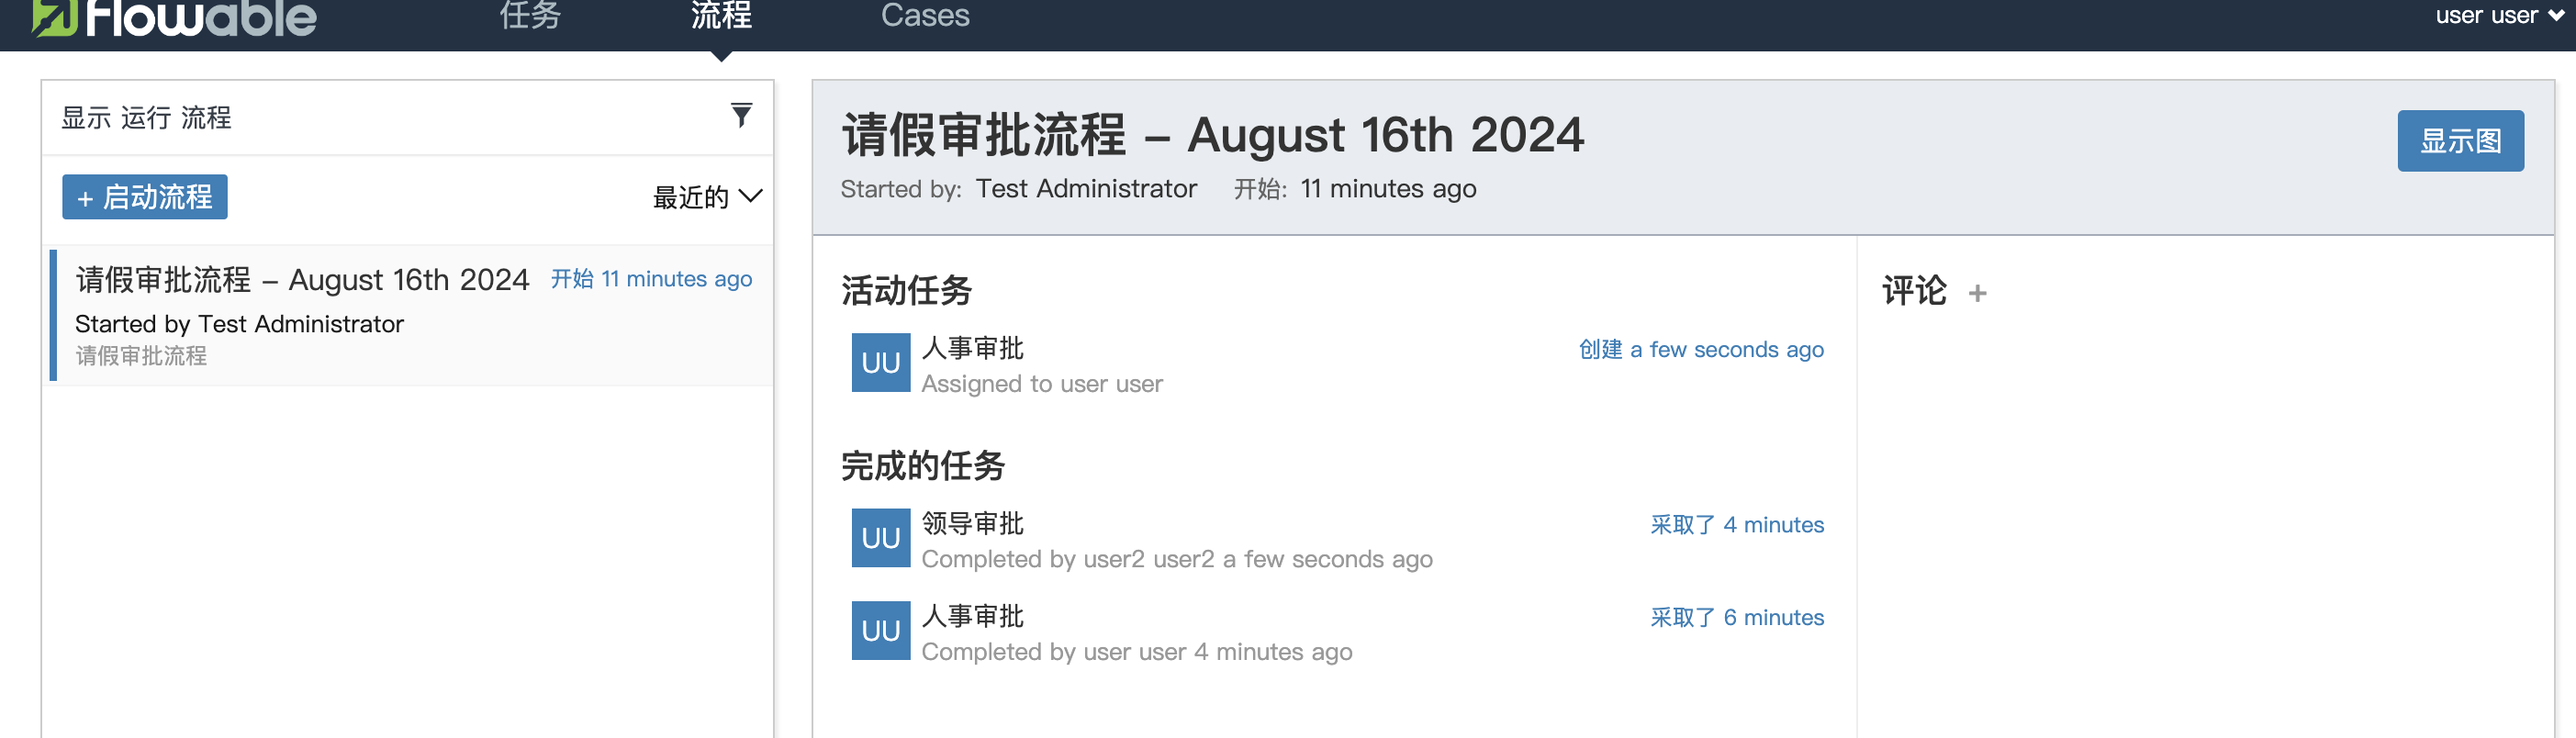 flowable
任务
流程
Cases
user user
显示 运行 流程
+ 启动流程
最近的
请假审批流程 – August 16th 2024
开始 11 minutes ago
Started by Test Administrator
请假审批流程
请假审批流程 – August 16th 2024
显示图
Started by: Test Administrator 开始: 11 minutes ago
活动任务
UU
人事审批
创建 a few seconds ago
Assigned to user user
完成的任务
UU
领导审批
采取了 4 minutes
Completed by user2 user2 a few seconds ago
UU
人事审批
采取了 6 minutes
Completed by user user 4 minutes ago
评论 +